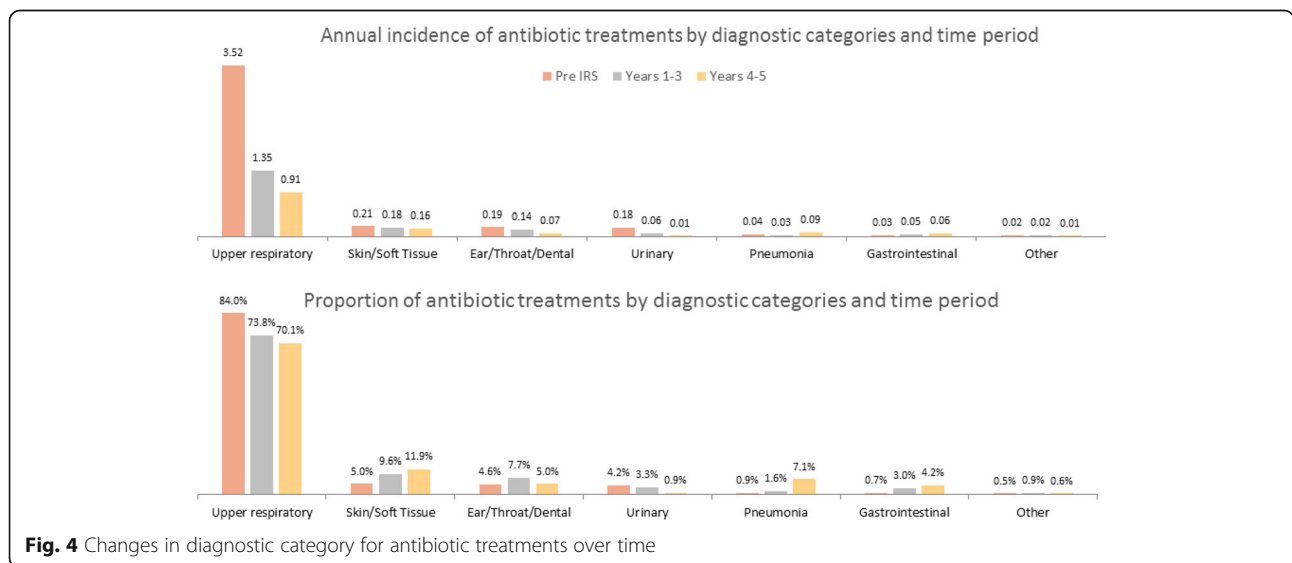 Annual incidence of antibiotic treatments by diagnostic categories and time period
Pre IRS Years 1-3 Years 4-5
3.52 1.35 0.91 0.21 0.18 0.16 0.19 0.14 0.07 0.18 0.06 0.01 0.04 0.03 0.09 0.03 0.05 0.06 0.02 0.02 0.01
Upper respiratory Skin/Soft Tissue Ear/Throat/Dental Urinary Pneumonia Gastrointestinal Other
Proportion of antibiotic treatments by diagnostic categories and time period
84.0% 73.8% 70.1% 5.0% 9.6% 11.9% 4.6% 7.7% 5.0% 4.2% 3.3% 0.9% 0.9% 1.6% 7.1% 0.7% 3.0% 4.2% 0.5% 0.9% 0.6%
Upper respiratory Skin/Soft Tissue Ear/Throat/Dental Urinary Pneumonia Gastrointestinal Other
Fig. 4 Changes in diagnostic category for antibiotic treatments over time